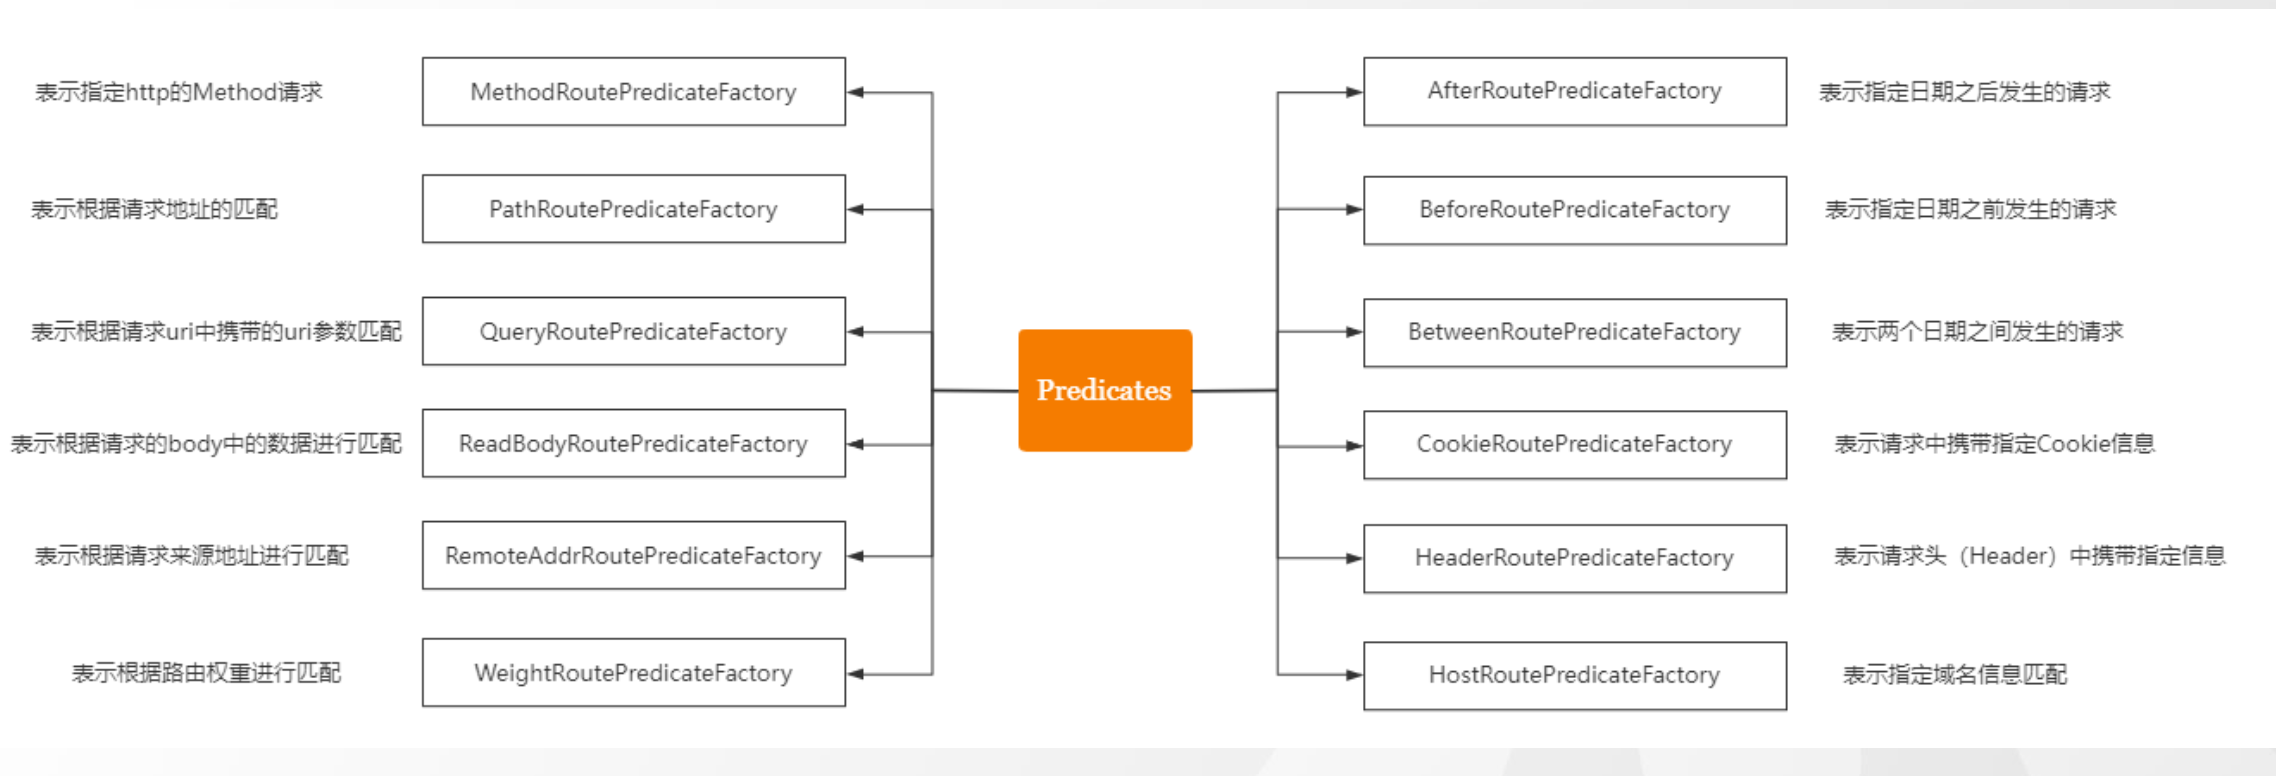 表示指定http的Method请求
MethodRoutePredicateFactory
AfterRoutePredicateFactory
表示指定日期之后发生的请求
表示根据请求地址的匹配
PathRoutePredicateFactory
BeforeRoutePredicateFactory
表示指定日期之前发生的请求
表示根据请求uri中携带的uri参数匹配
QueryRoutePredicateFactory
BetweenRoutePredicateFactory
表示两个日期之间发生的请求
Predicates
表示根据请求的body中的数据进行匹配
ReadBodyRoutePredicateFactory
CookieRoutePredicateFactory
表示请求中携带指定Cookie信息
表示根据请求来源地址进行匹配
RemoteAddrRoutePredicateFactory
HeaderRoutePredicateFactory
表示请求头（Header）中携带指定信息
表示根据路由权重进行匹配
WeightRoutePredicateFactory
HostRoutePredicateFactory
表示指定域名信息匹配